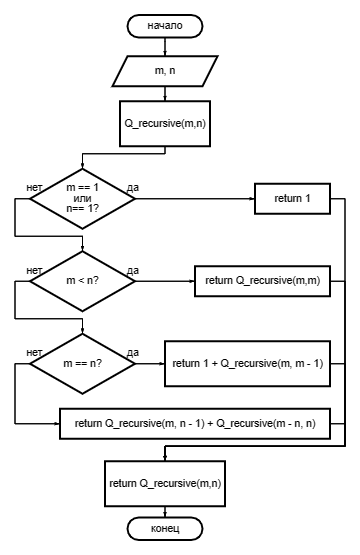 начало
m, n
Q_recursive(m,n)
нет
m == 1
или
n== 1?
да
return 1
нет
m < n?
да
return Q_recursive(m,m)
нет
m == n?
да
return 1 + Q_recursive(m, m - 1)
return Q_recursive(m, n - 1) + Q_recursive(m - n, n)
return Q_recursive(m,n)
конец